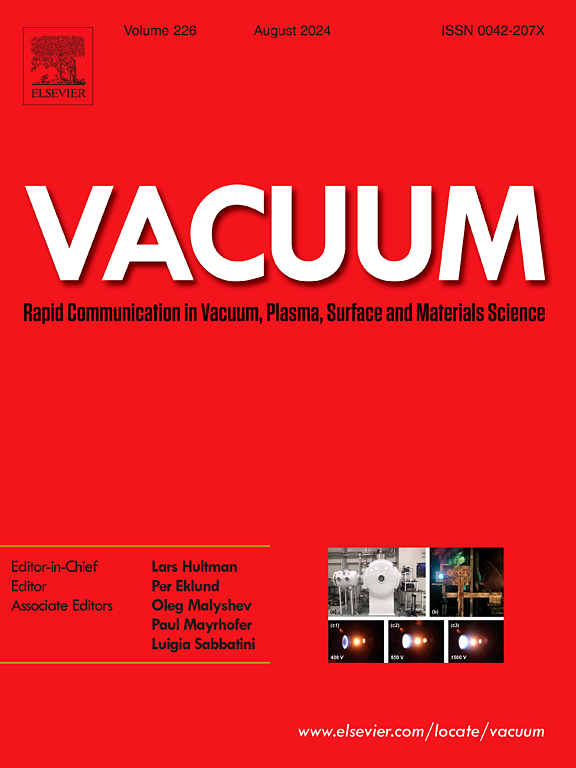 Volume 226 August 2024 ISSN 0042-207X
ELSEVIER
VACUUM
Rapid Communication in Vacuum, Plasma, Surface and Materials Science
Editor-in-Chief Lars Hultman
Editor Per Eklund
Associate Editors Oleg Malyshev
Paul Mayrhofer
Luigia Sabbatini
(a) (b)
(c1) (c2) (c3)
400 V 950 V 1500 V
www.elsevier.com/locate/vacuum